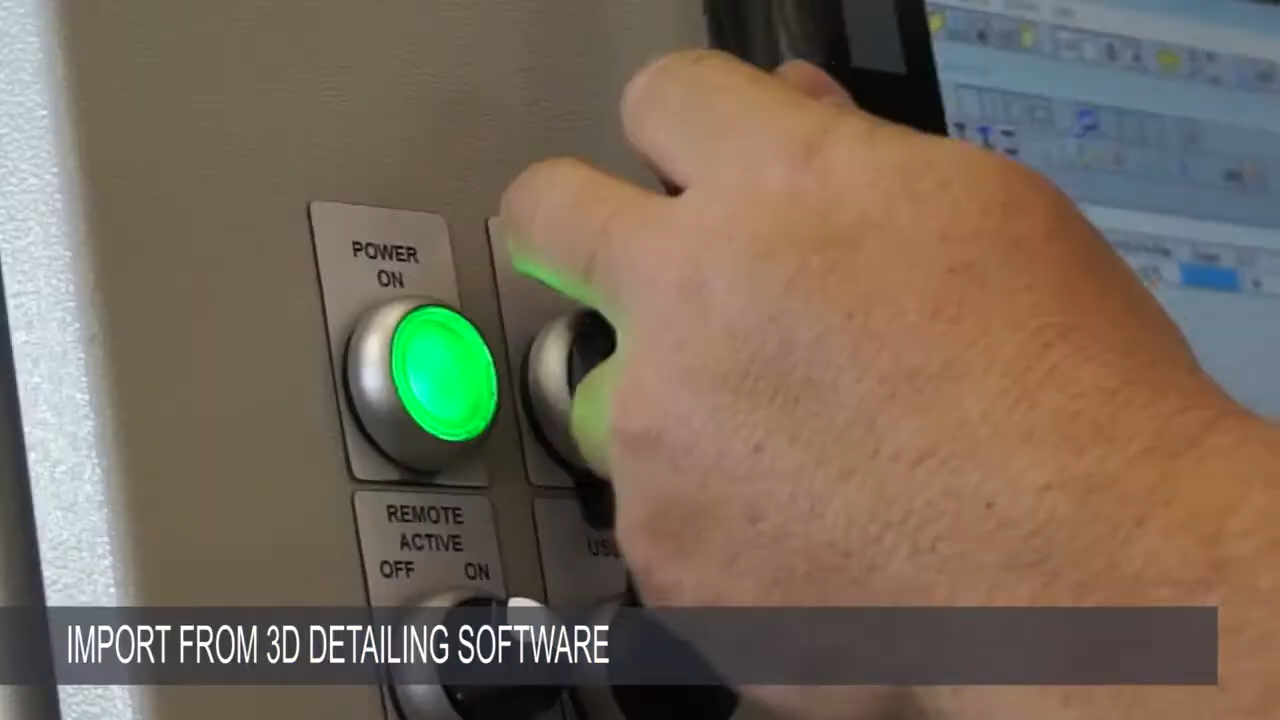 POWER
ON
REMOTE
ACTIVE
OFF ON
IMPORT FROM 3D DETAILING SOFTWARE